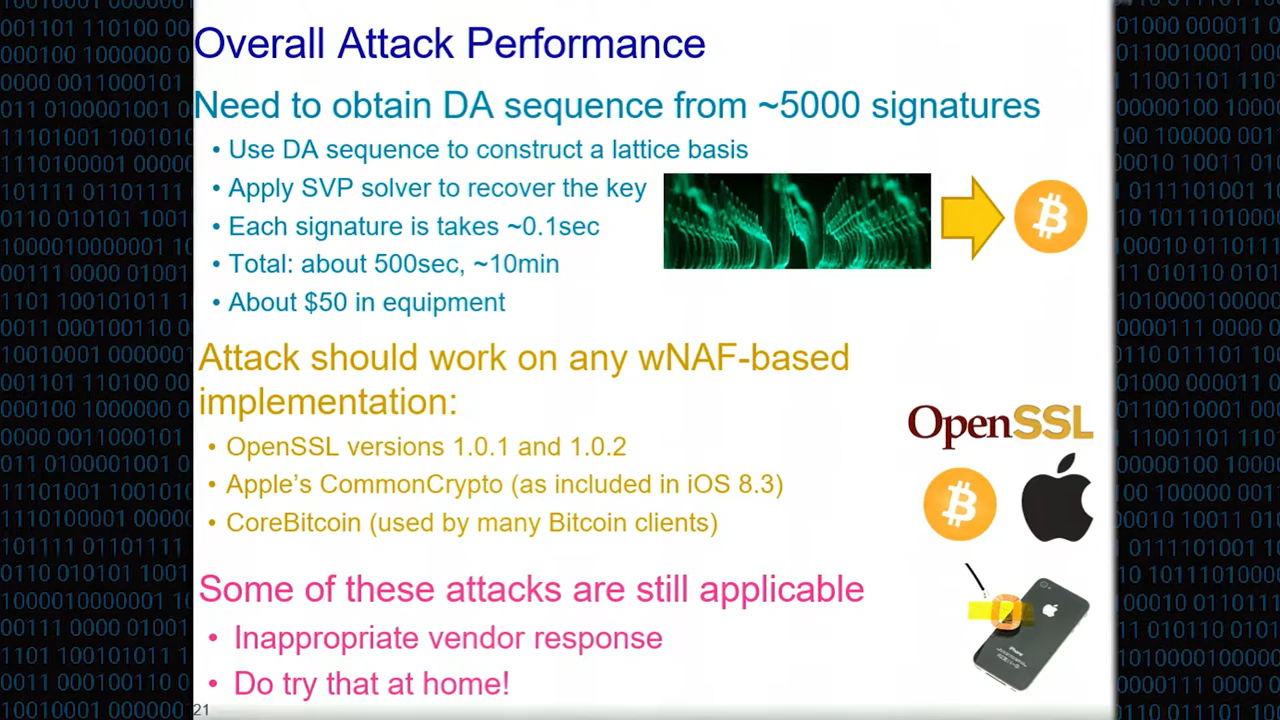 Overall Attack Performance
Need to obtain DA sequence from ~5000 signatures
• Use DA sequence to construct a lattice basis
• Apply SVP solver to recover the key
• Each signature is takes ~0.1sec
• Total: about 500sec, ~10min
• About $50 in equipment
Attack should work on any wNAF-based
implementation:
• OpenSSL versions 1.0.1 and 1.0.2
• Apple's CommonCrypto (as included in iOS 8.3)
• CoreBitcoin (used by many Bitcoin clients)
OpenSSL
Some of these attacks are still applicable
• Inappropriate vendor response
• Do try that at home!
iPhone
21